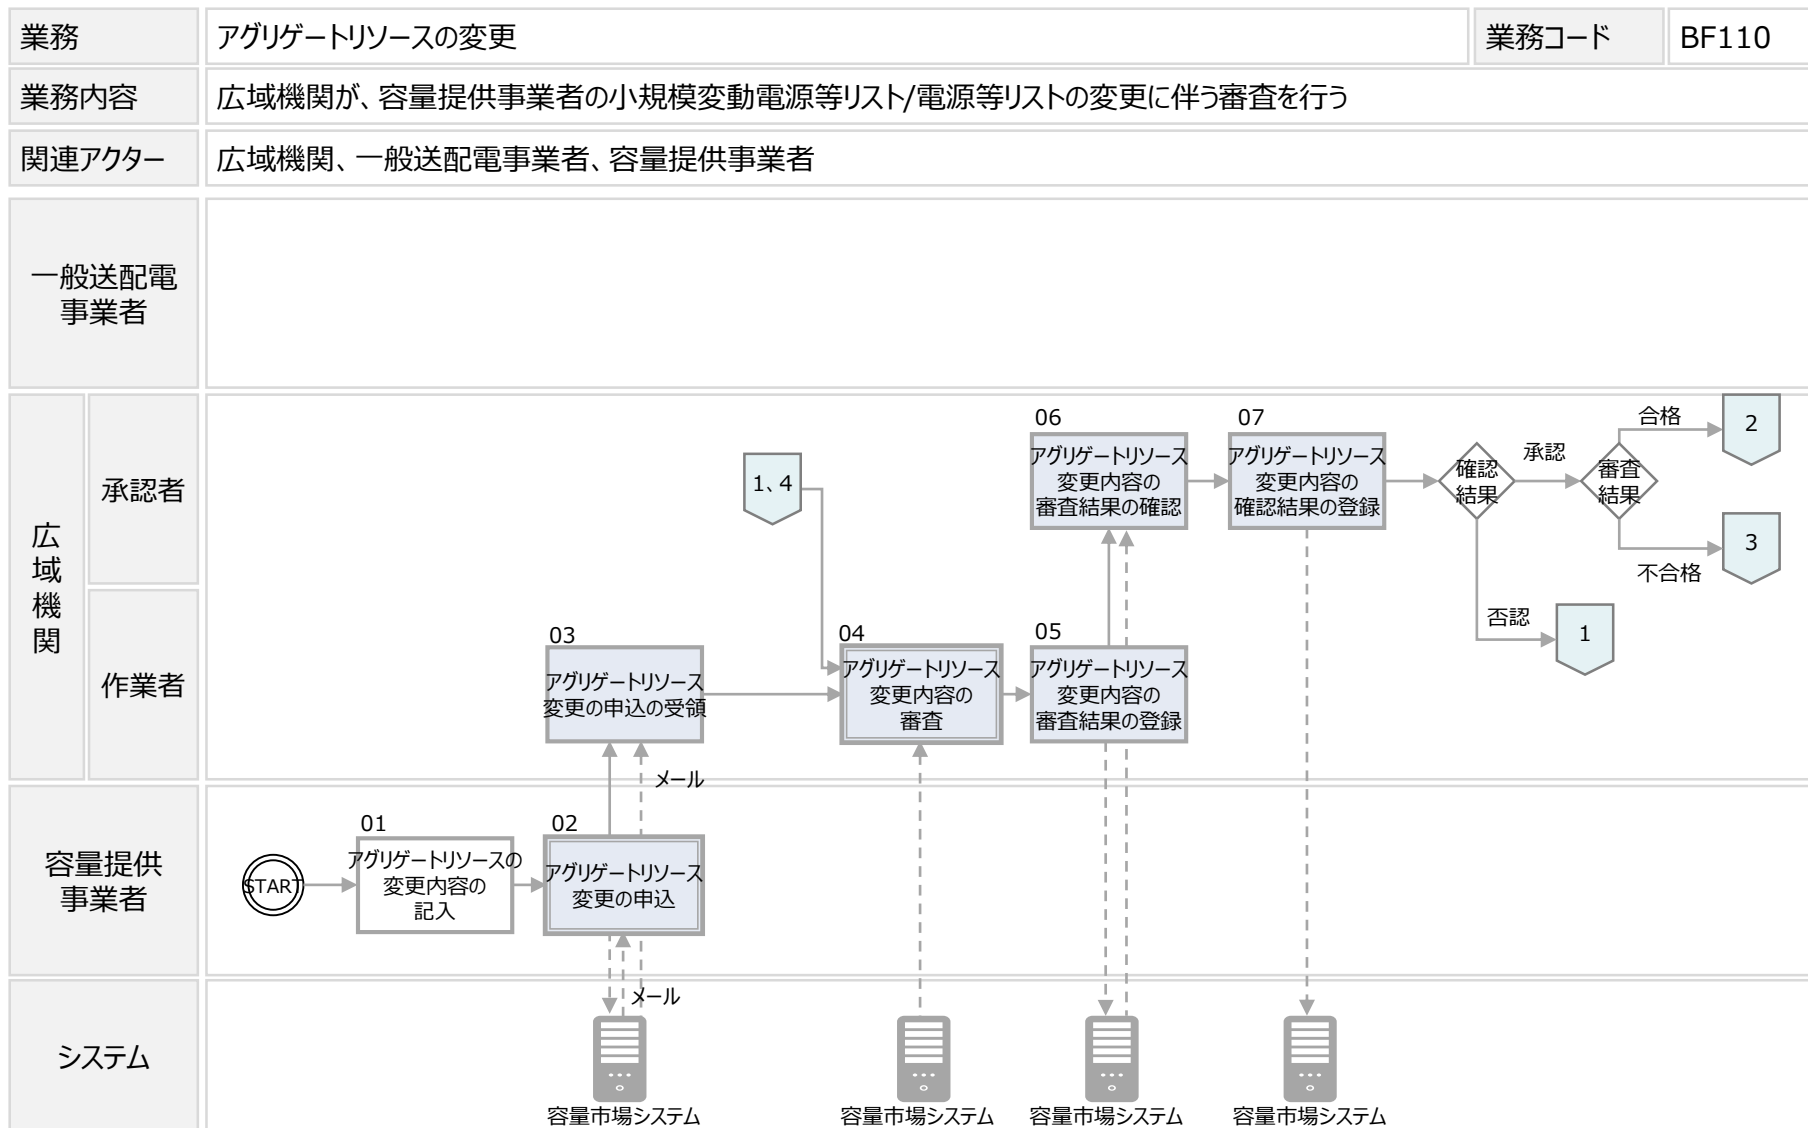 業務
アグリゲートリソースの変更
業務コード
BF110
業務内容
広域機関が、容量提供事業者の小規模変動電源等リスト/電源等リストの変更に伴う審査を行う
関連アクター
広域機関、一般送配電事業者、容量提供事業者
一般送配電
事業者
広
域
機
関
承認者
1、4
06
アグリゲートリソース
変更内容の
審査結果の確認
07
アグリゲートリソース
変更内容の
確認結果の登録
確認
結果
承認
審査
結果
合格
2
不合格
3
否認
1
作業者
03
アグリゲートリソース
変更の申込の受領
04
アグリゲートリソース
変更内容の
審査
05
アグリゲートリソース
変更内容の
審査結果の登録
メール
容量提供
事業者
START
01
アグリゲートリソースの
変更内容の
記入
02
アグリゲートリソース
変更の申込
システム
メール
容量市場システム
容量市場システム
容量市場システム
容量市場システム